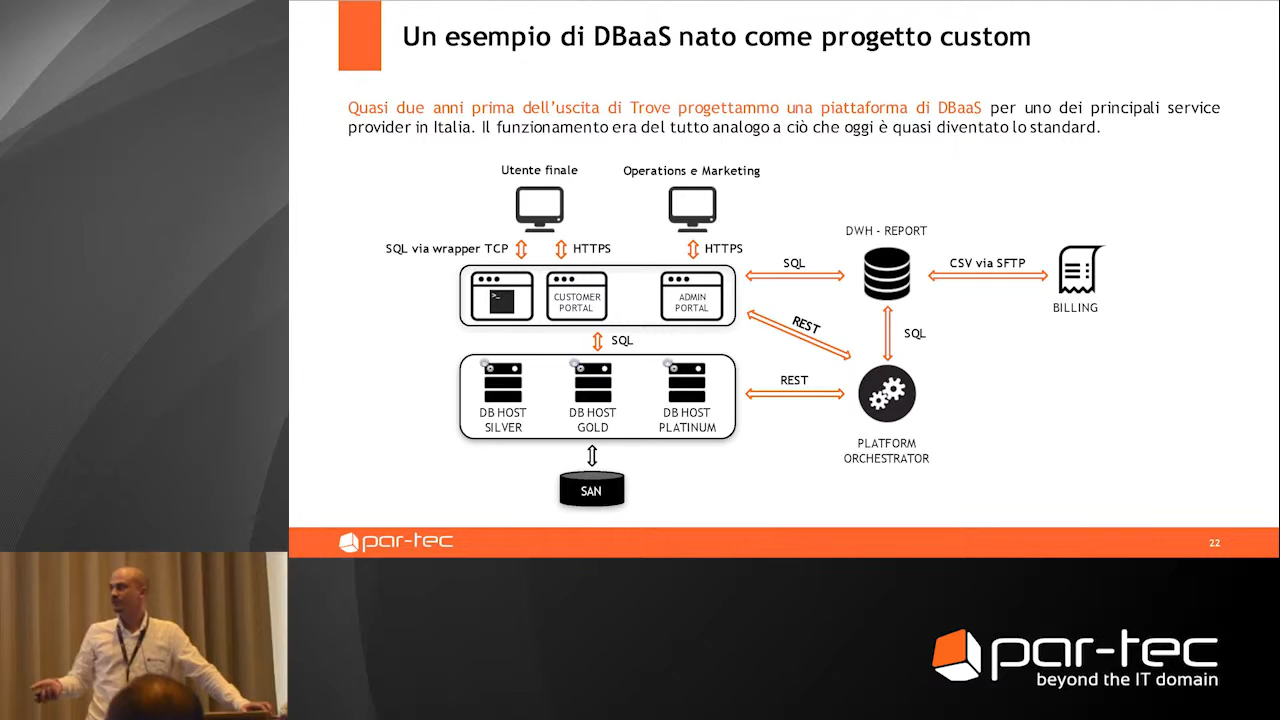 Un esempio di DBaaS nato come progetto custom
Quasi due anni prima dell'uscita di Trove progettammo una piattaforma di DBaaS per uno dei principali service
provider in Italia. Il funzionamento era del tutto analogo a ciò che oggi è quasi diventato lo standard.
Utente finale
Operations e Marketing
SQL via wrapper TCP
HTTPS
HTTPS
DWH - REPORT
>_
CUSTOMER
PORTAL
ADMIN
PORTAL
SQL
CSV via SFTP
BILLING
REST
SQL
SQL
DB HOST
SILVER
DB HOST
GOLD
DB HOST
PLATINUM
REST
PLATFORM
ORCHESTRATOR
SAN
par-tec
22
par-tec
beyond the IT domain